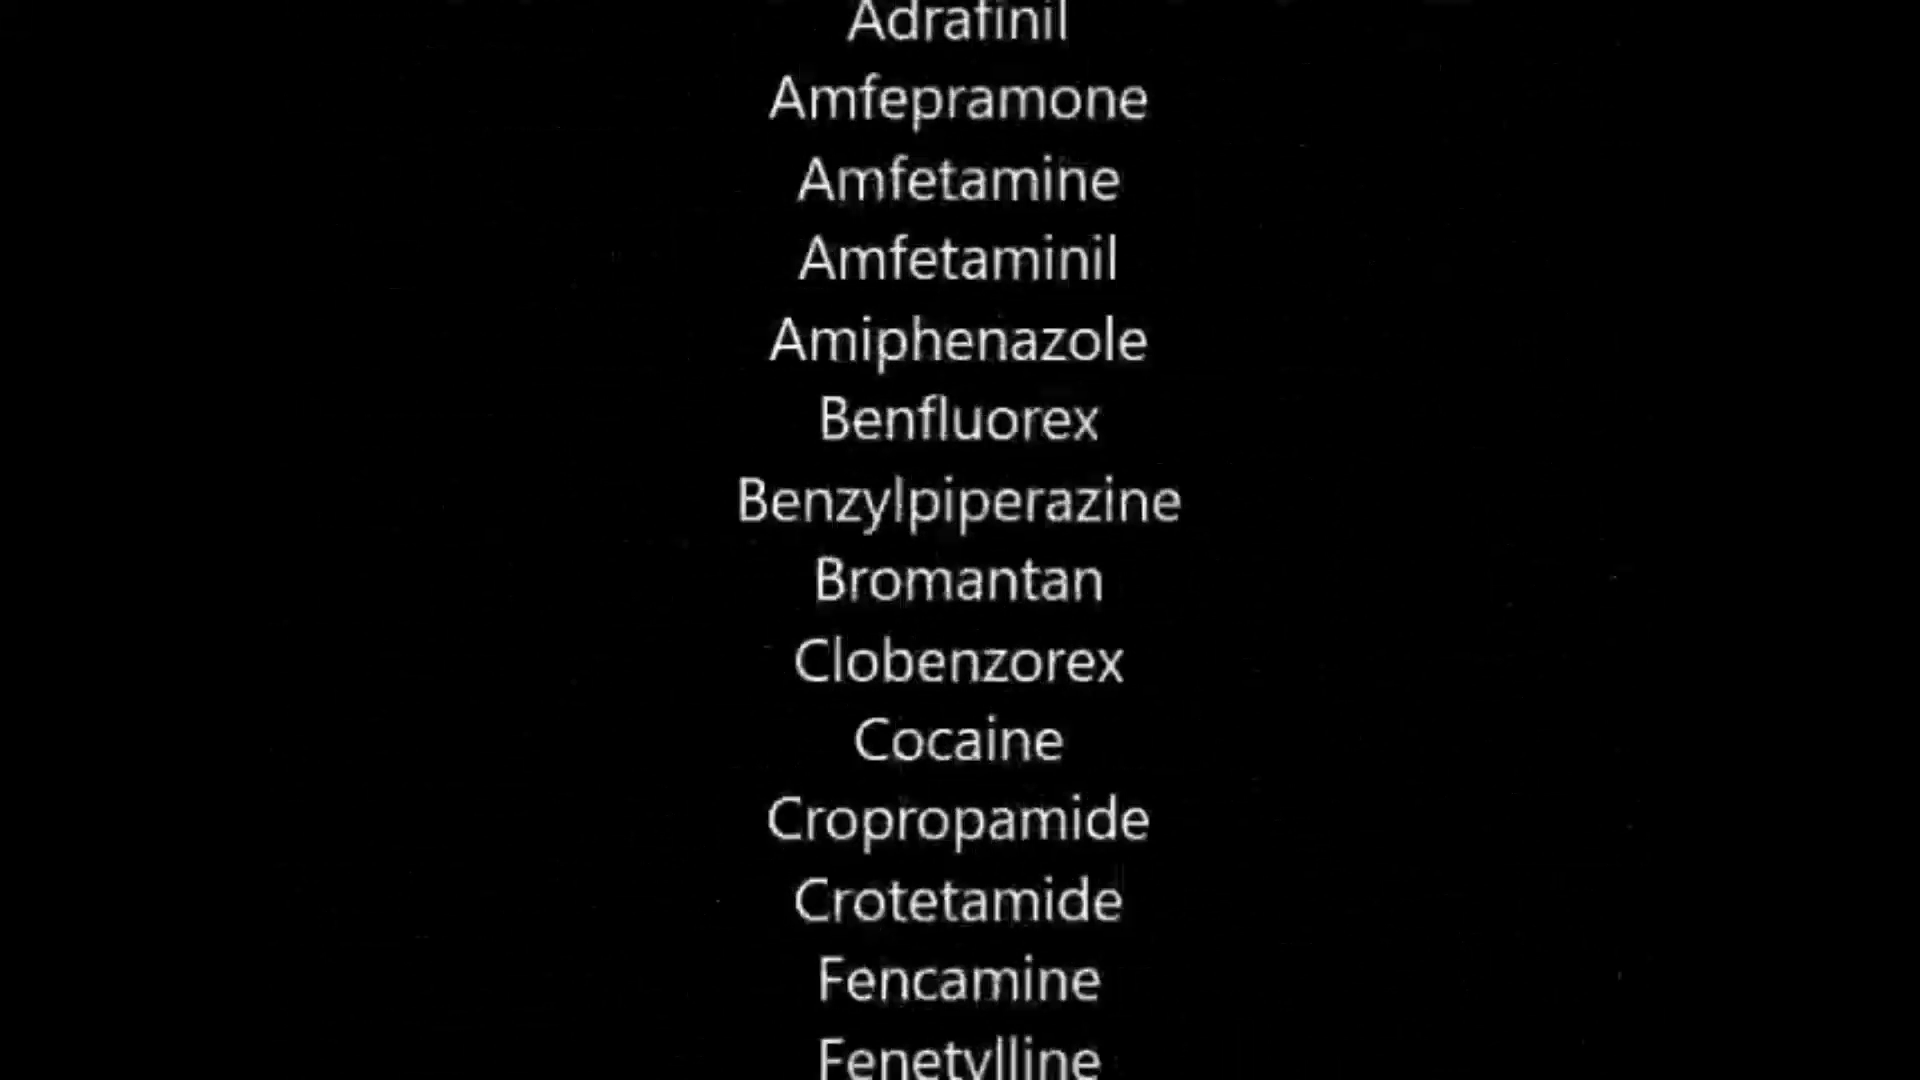 Adrafinil
Amfepramone
Amfetamine
Amfetaminil
Amiphenazole
Benfluorex
Benzylpiperazine
Bromantan
Clobenzorex
Cocaine
Cropropamide
Crotetamide
Fencamine
Fenetylline